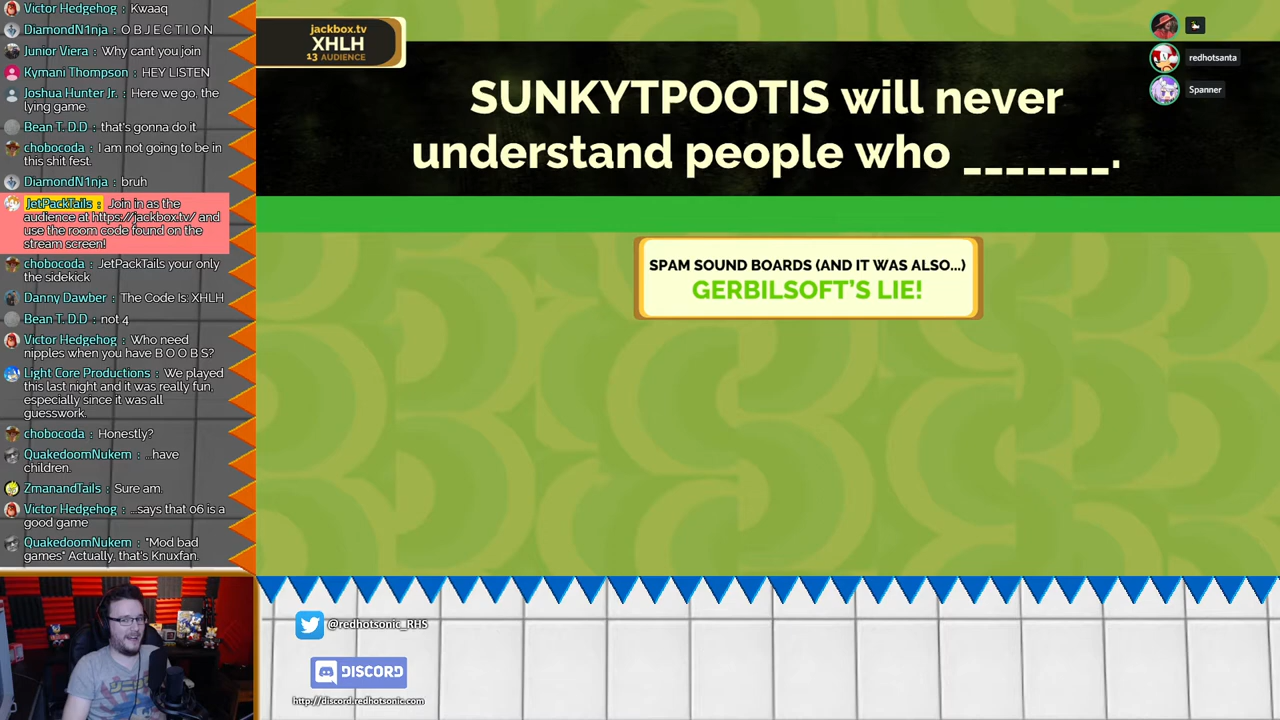 Victor Hedgehog : Kwaaq
DiamondN1nja : O B J E C T I O N
Junior Viera : Why cant you join
Kymani Thompson : HEY LISTEN
Joshua Hunter Jr. : Here we go, the
lying game.
Bean T. D.D : that's gonna do it
chobocoda : I am not going to be in
this shit fest.
DiamondN1nja : bruh
JetPackTails : Join in as the
audience at https://jackbox.tv/ and
use the room code found on the
stream screen!
chobocoda : JetPackTails your only
the sidekick
Danny Dawber : The Code Is: XHLH
Bean T. D.D : not 4
Victor Hedgehog : Who need
nipples when you have B O O B S?
Light Core Productions : We played
this last night and it was really fun,
especially since it was all
guesswork.
chobocoda : Honestly?
QuakedoomNukem : ...have
children.
ZmanandTails : Sure am.
Victor Hedgehog : ...says that 06 is a
good game
QuakedoomNukem : "Mod bad
games" Actually, that's Knuxfan.
jackbox.tv
XHLH
13 AUDIENCE
SUNKYTPOOTIS will never
understand people who _______.
SPAM SOUND BOARDS (AND IT WAS ALSO...)
GERBILSOFT'S LIE!
redhotsanta
Spanner
@redhotsonic_RHS
DISCORD
http://discord.redhotsonic.com